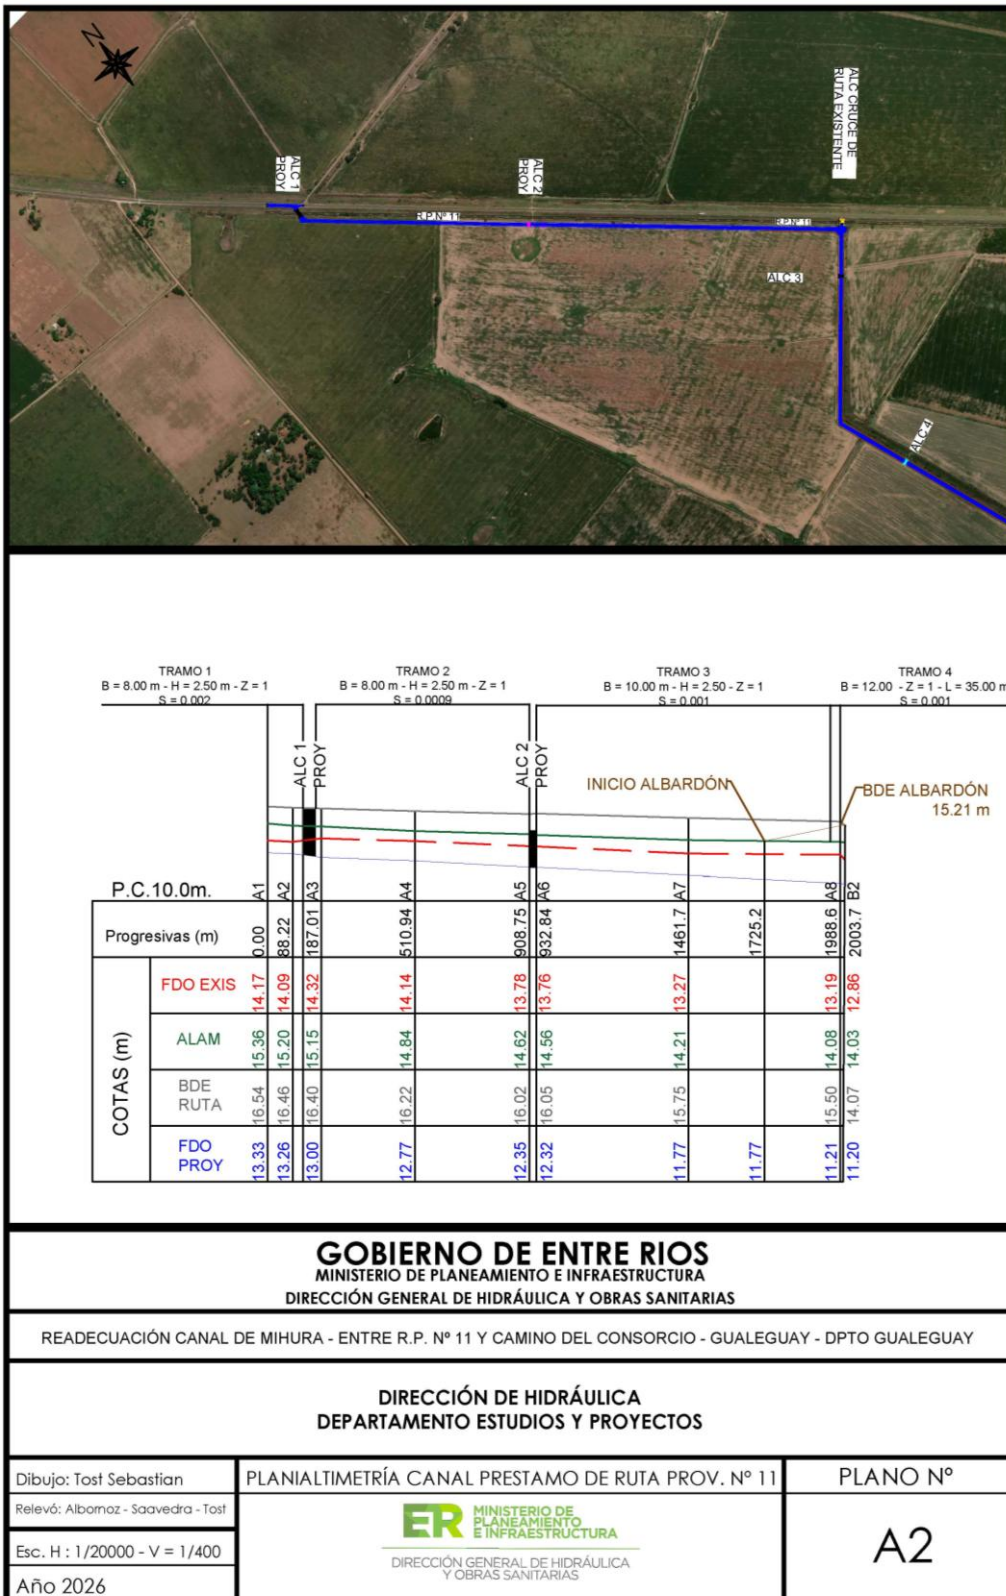 N
ALC 1
PROY
ALC 2
PROY
ALC CRUCE DE
RUTA EXISTENTE
R.P.Nº 11
R.P.Nº 11
ALC 3
ALC 4
TRAMO 1
B = 8.00 m - H = 2.50 m - Z = 1
S = 0.002
TRAMO 2
B = 8.00 m - H = 2.50 m - Z = 1
S = 0.0009
TRAMO 3
B = 10.00 m - H = 2.50 - Z = 1
S = 0.001
TRAMO 4
B = 12.00 - Z = 1 - L = 35.00 m
S = 0.001
ALC 1
PROY
ALC 2
PROY
INICIO ALBARDÓN
BDE ALBARDÓN
15.21 m
P.C.10.0m.
A1 A2 A3 A4 A5 A6 A7 A8 B2
Progresivas (m) 0.00 88.22 187.01 510.94 908.75 932.84 1461.7 1725.2 1988.6 2003.7
COTAS (m)
FDO EXIS 14.17 14.09 14.32 14.14 13.78 13.76 13.27 13.19 12.86
ALAM 15.36 15.20 15.15 14.84 14.62 14.56 14.21 14.08 14.03
BDE
RUTA 16.54 16.46 16.40 16.22 16.02 16.05 15.75 15.50 14.07
FDO
PROY 13.33 13.26 13.00 12.77 12.35 12.32 11.77 11.77 11.21 11.20
GOBIERNO DE ENTRE RIOS
MINISTERIO DE PLANEAMIENTO E INFRAESTRUCTURA
DIRECCIÓN GENERAL DE HIDRÁULICA Y OBRAS SANITARIAS
READECUACIÓN CANAL DE MIHURA - ENTRE R.P. Nº 11 Y CAMINO DEL CONSORCIO - GUALEGUAY - DPTO GUALEGUAY
DIRECCIÓN DE HIDRÁULICA
DEPARTAMENTO ESTUDIOS Y PROYECTOS
Dibujo: Tost Sebastian
Relevó: Albornoz - Saavedra - Tost
Esc. H : 1/20000 - V = 1/400
Año 2026
PLANIALTIMETRÍA CANAL PRESTAMO DE RUTA PROV. Nº 11
ER
MINISTERIO DE
PLANEAMIENTO
E INFRAESTRUCTURA
DIRECCIÓN GENERAL DE HIDRÁULICA
Y OBRAS SANITARIAS
PLANO Nº
A2